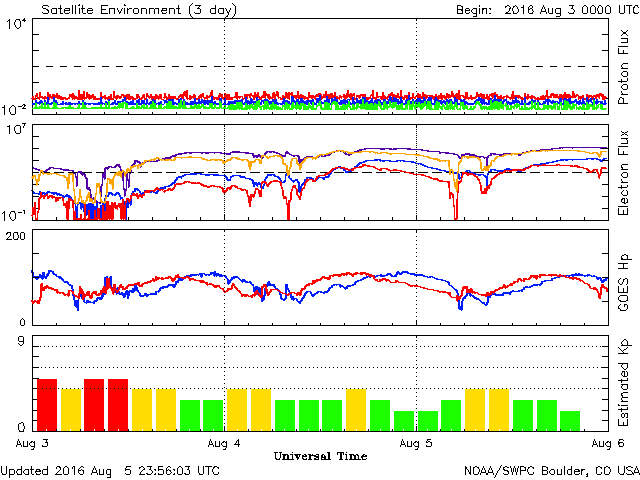 Satellite Environment (3 day) Begin: 2016 Aug 3 0000 UTC
10^4
10^-2
Proton Flux
10^7
10^-1
Electron Flux
200
0
GOES Hp
9
0
Estimated Kp
Aug 3 Aug 4 Aug 5 Aug 6
Universal Time
Updated 2016 Aug 5 23:56:03 UTC NOAA/SWPC Boulder, CO USA